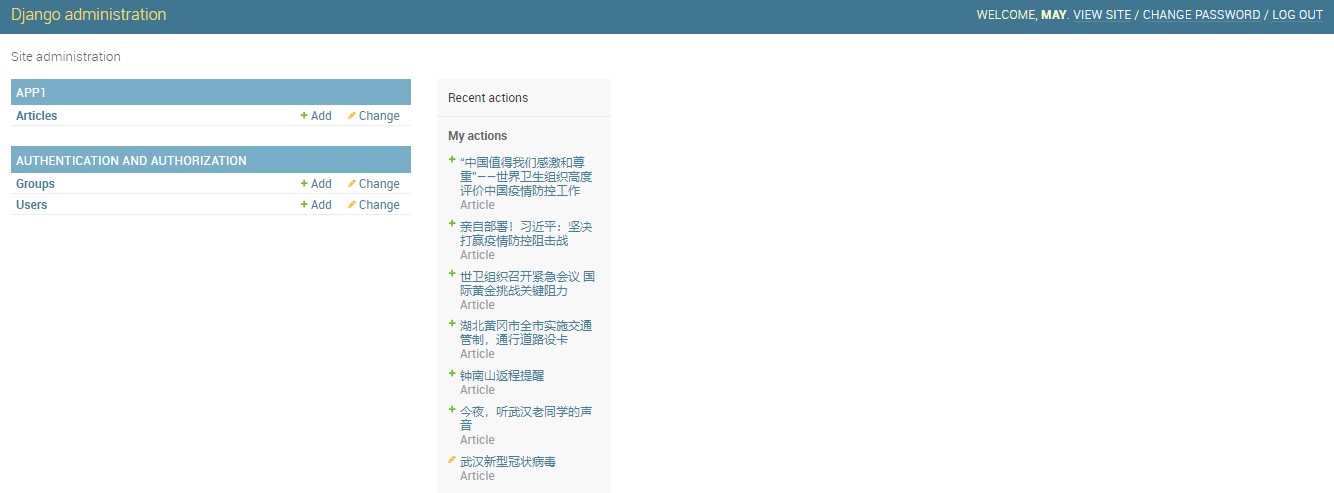 Django administration
WELCOME, MAY. VIEW SITE / CHANGE PASSWORD / LOG OUT
Site administration
APP1
Articles + Add Change
AUTHENTICATION AND AUTHORIZATION
Groups + Add Change
Users + Add Change
Recent actions
My actions
+ “中国值得我们感激和尊
重”——世界卫生组织高度
评价中国疫情防控工作
Article
+ 亲自部署！习近平：坚决
打赢疫情防控阻击战
Article
+ 世卫组织召开紧急会议 国
际黄金挑战关键阻力
Article
+ 湖北黄冈市全市实施交通
管制，通行道路设卡
Article
+ 钟南山返程提醒
Article
+ 今夜，听武汉老同学的声
音
Article
武汉新型冠状病毒
Article